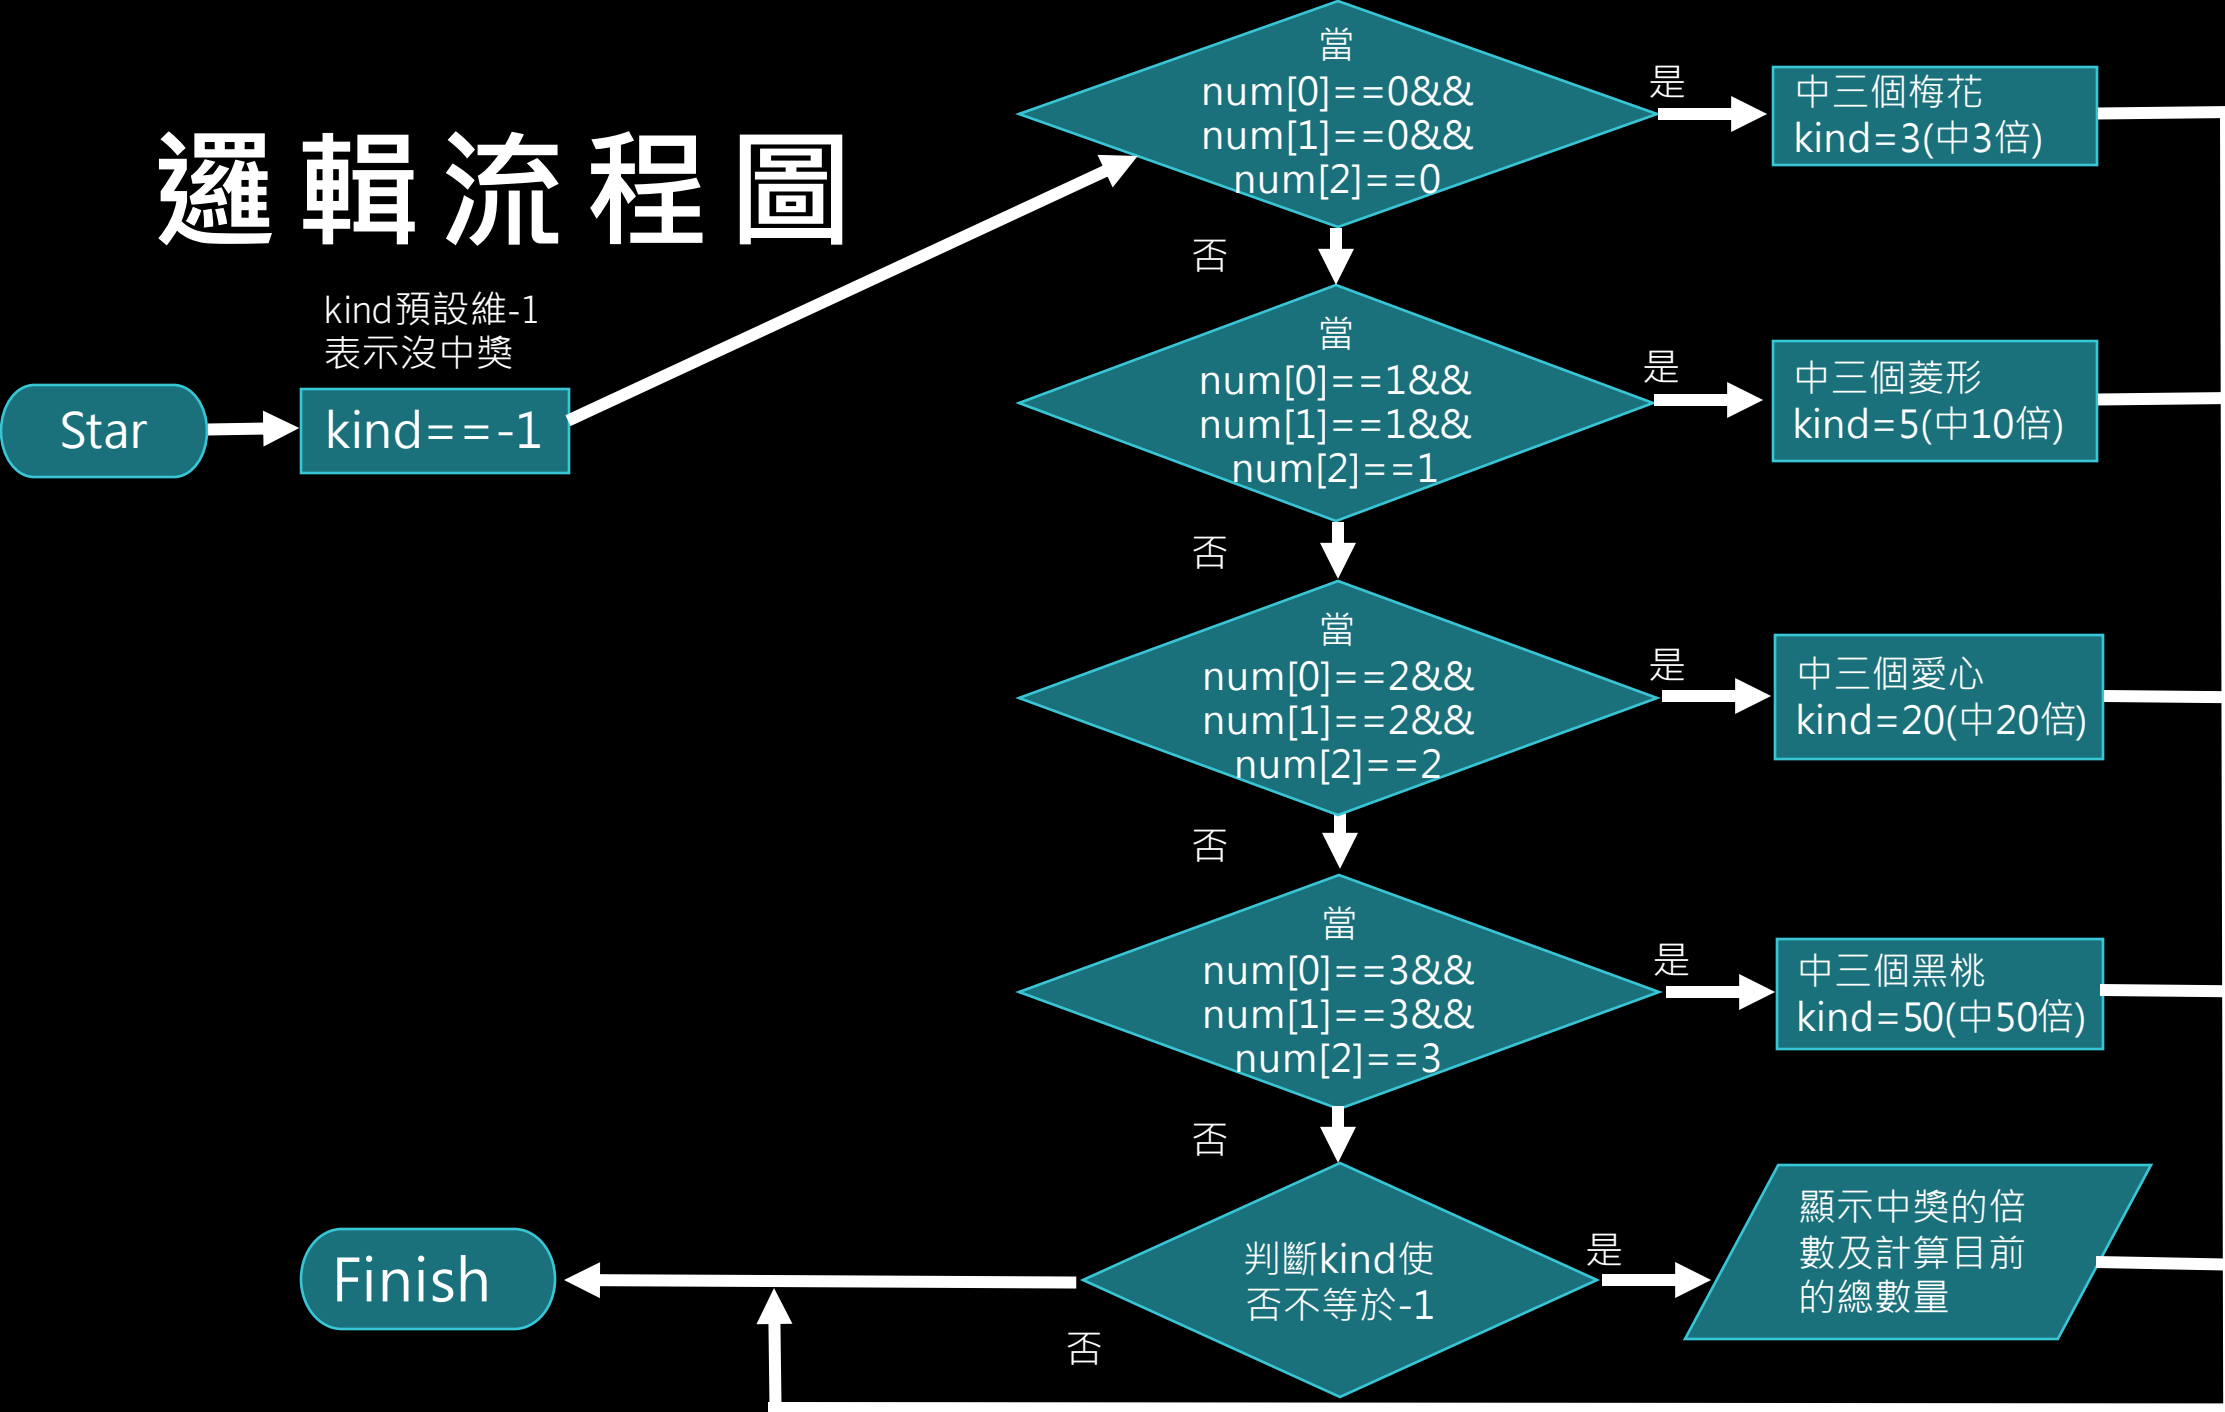 邏輯流程圖
kind預設維-1
表示沒中獎
Star
kind==-1
當
num[0]==0&&
num[1]==0&&
num[2]==0
是
中三個梅花
kind=3(中3倍)
否
當
num[0]==1&&
num[1]==1&&
num[2]==1
是
中三個菱形
kind=5(中10倍)
否
當
num[0]==2&&
num[1]==2&&
num[2]==2
是
中三個愛心
kind=20(中20倍)
否
當
num[0]==3&&
num[1]==3&&
num[2]==3
是
中三個黑桃
kind=50(中50倍)
否
判斷kind使
否不等於-1
是
顯示中獎的倍
數及計算目前
的總數量
否
Finish